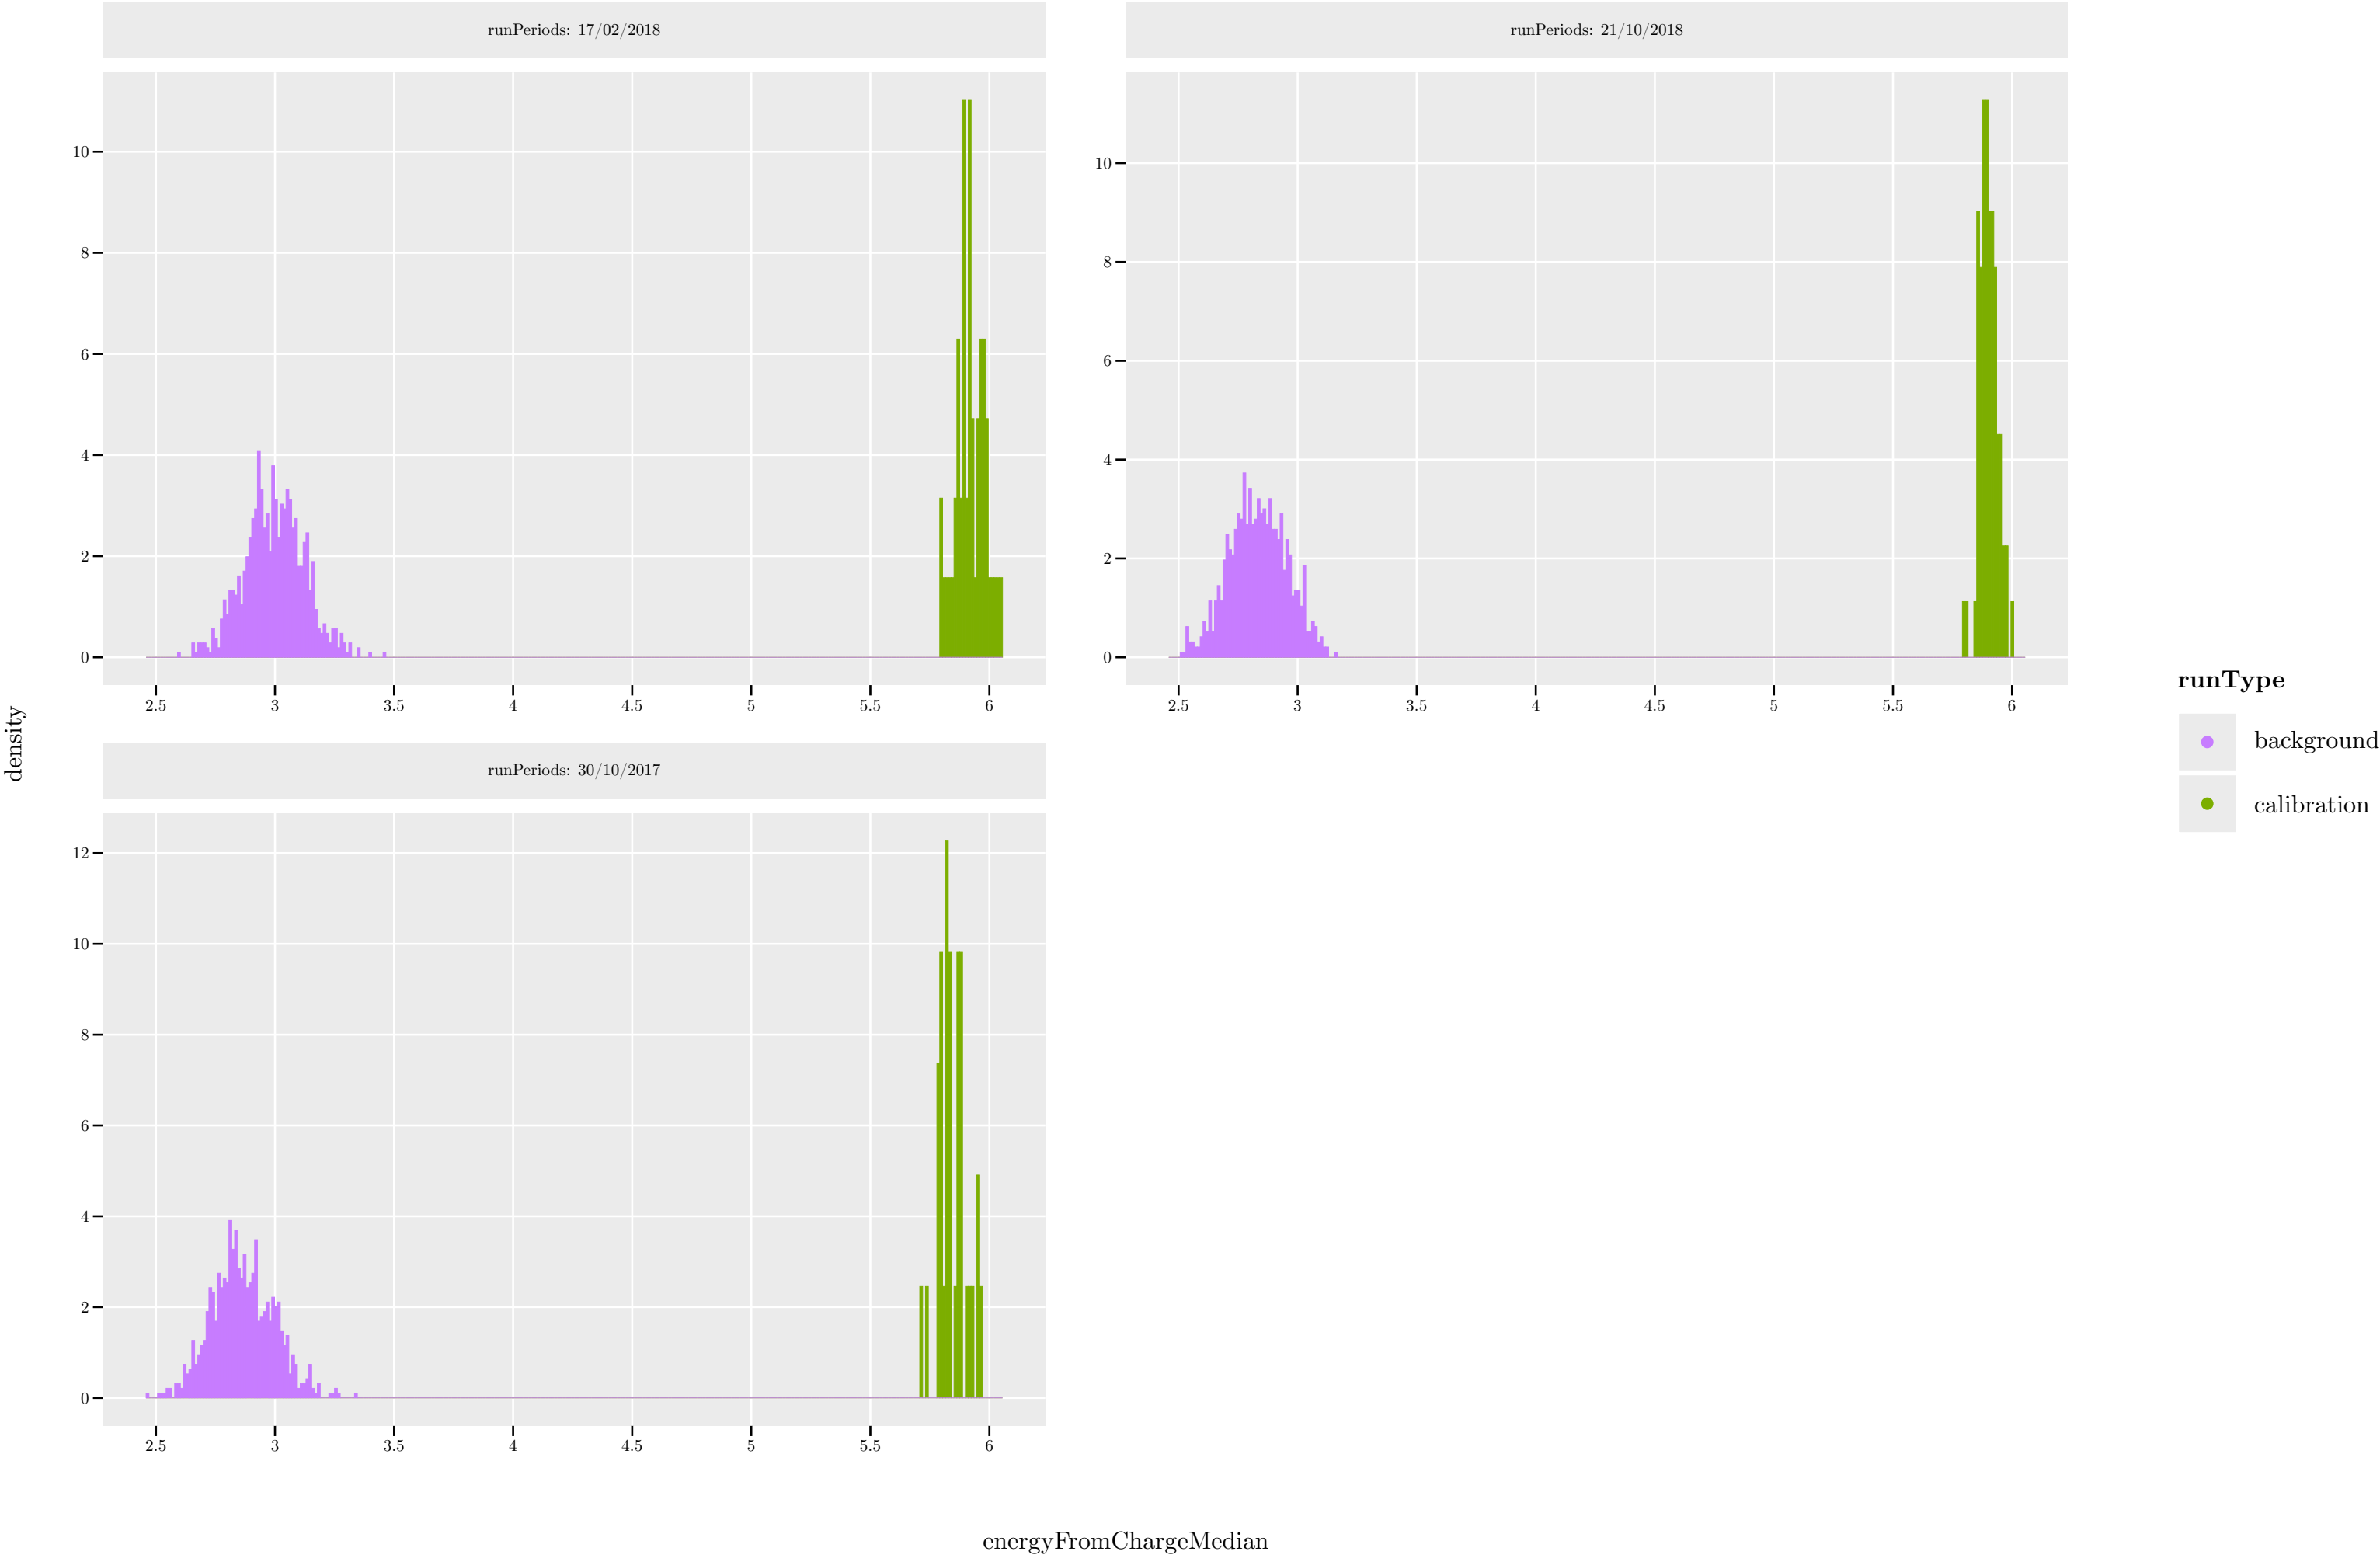 runPeriods: 17/02/2018
10
8
6
4
2
0
2.5 3 3.5 4 4.5 5 5.5 6
runPeriods: 21/10/2018
10
8
6
4
2
0
2.5 3 3.5 4 4.5 5 5.5 6
runPeriods: 30/10/2017
12
10
8
6
4
2
0
2.5 3 3.5 4 4.5 5 5.5 6
density
energyFromChargeMedian
runType
background
calibration